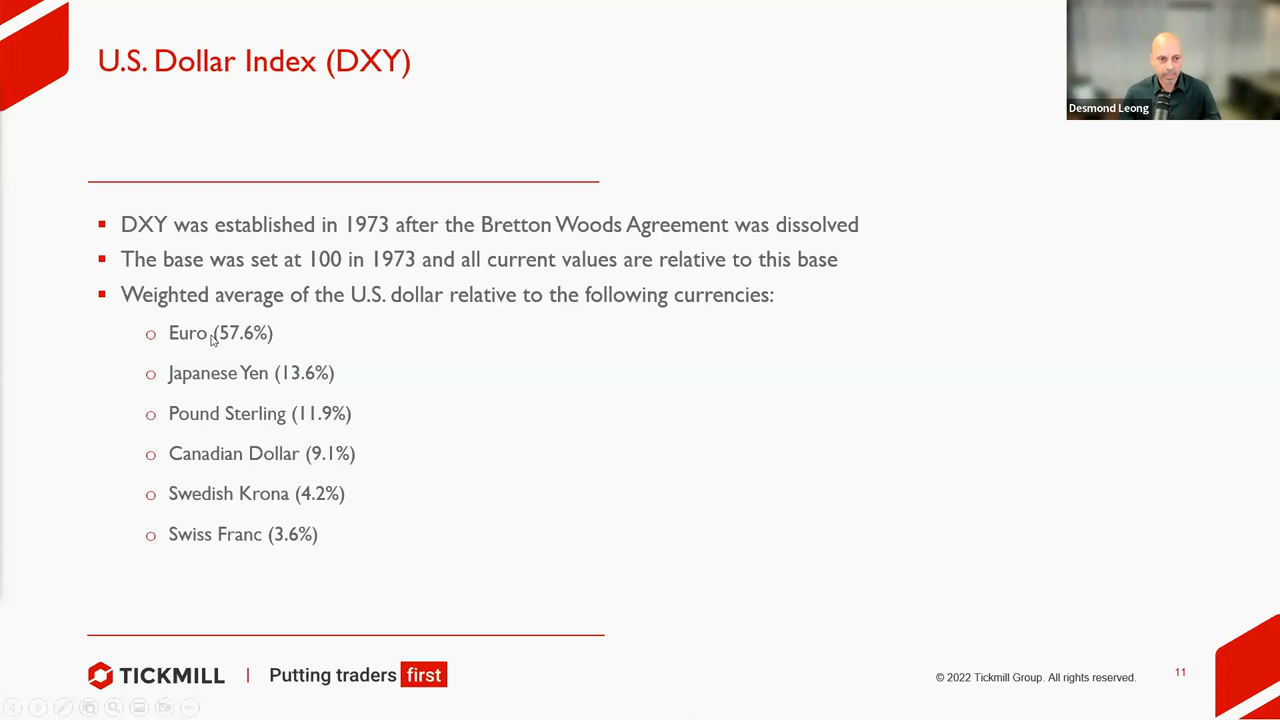 U.S. Dollar Index (DXY)
Desmond Leong
▪ DXY was established in 1973 after the Bretton Woods Agreement was dissolved
▪ The base was set at 100 in 1973 and all current values are relative to this base
▪ Weighted average of the U.S. dollar relative to the following currencies:
o Euro (57.6%)
o Japanese Yen (13.6%)
o Pound Sterling (11.9%)
o Canadian Dollar (9.1%)
o Swedish Krona (4.2%)
o Swiss Franc (3.6%)
TICKMILL | Putting traders first
© 2022 Tickmill Group. All rights reserved.
11